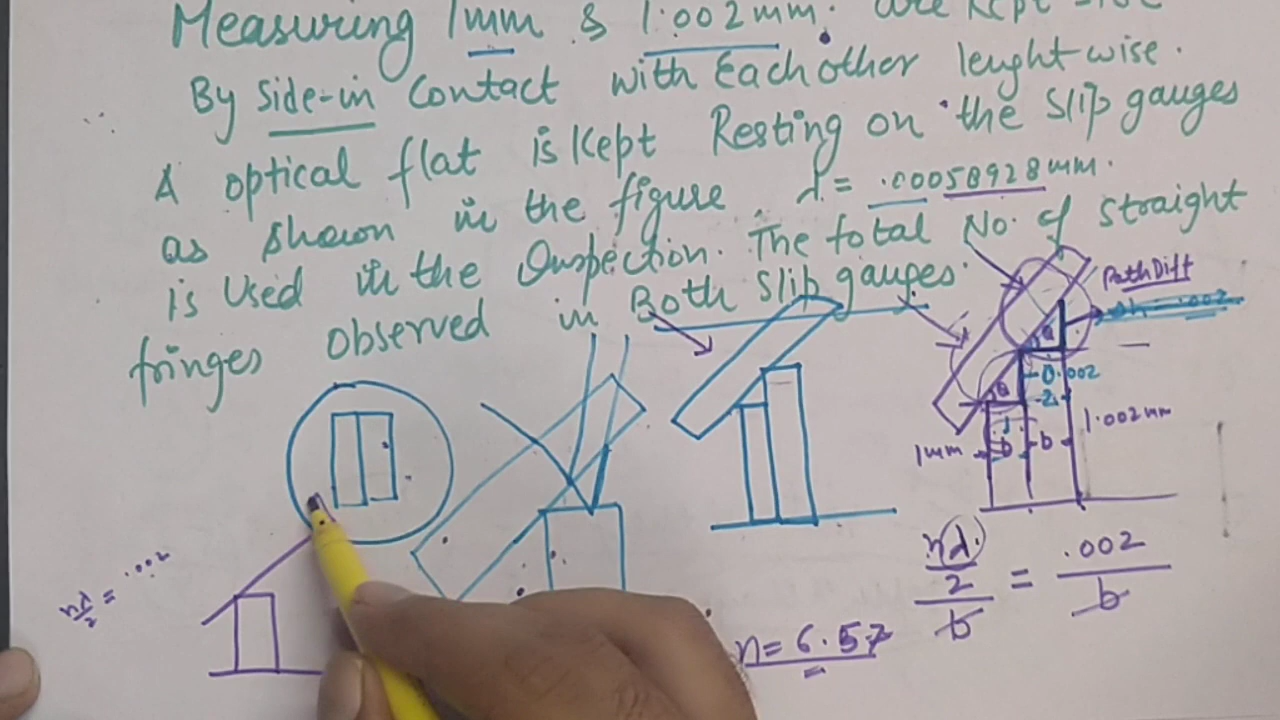 Measuring 1mm & 1.002mm. are kept side
By side-in contact with Each other lenght wise.
A optical flat is kept Resting on the Slip gauges
as shown in the figure. λ = .00058928mm.
is used in the Inspection. The total No. of straight
fringes observed in Both Slip gauges.
Path Diff
0.002
1mm
b
b
1.002mm
nλ/2 = .002
nλ/2 / b = .002 / b
n = 6.57